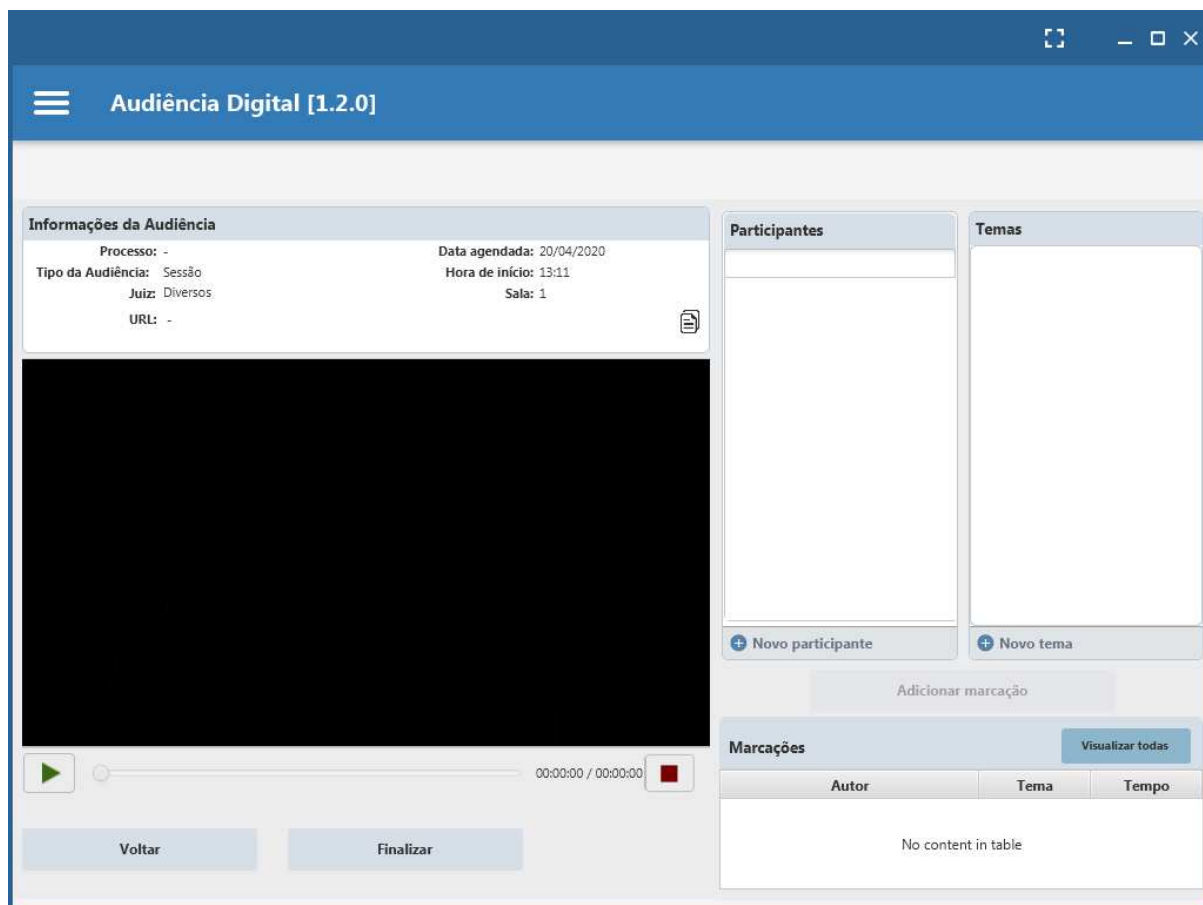 Audiência Digital [1.2.0]
Informações da Audiência
Processo: -
Data agendada: 20/04/2020
Tipo da Audiência: Sessão
Hora de início: 13:11
Juiz: Diversos
Sala: 1
URL: -
Participantes
Temas
Novo participante
Novo tema
Adicionar marcação
00:00:00 / 00:00:00
Marcações
Visualizar todas
Autor Tema Tempo
No content in table
Voltar
Finalizar